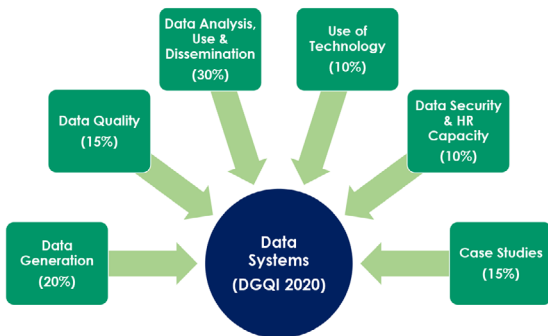 Data Analysis,
Use &
Dissemination
(30%)
Use of
Technology
(10%)
Data Quality
(15%)
Data Security
& HR
Capacity
(10%)
Data
Generation
(20%)
Data
Systems
(DGQI 2020)
Case Studies
(15%)